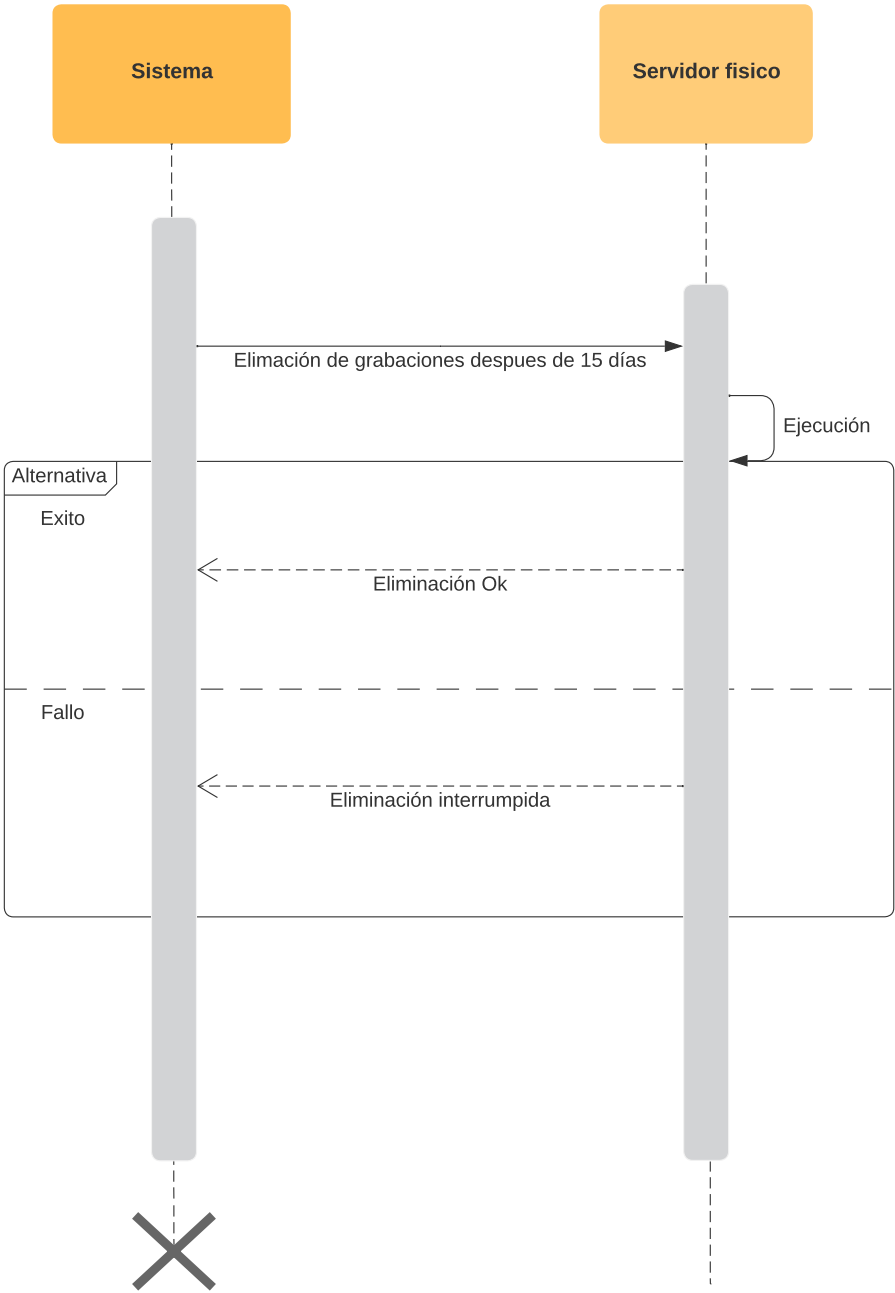 Sistema
Servidor fisico
Elimación de grabaciones despues de 15 días
Ejecución
Alternativa
Exito
Eliminación Ok
Fallo
Eliminación interrumpida